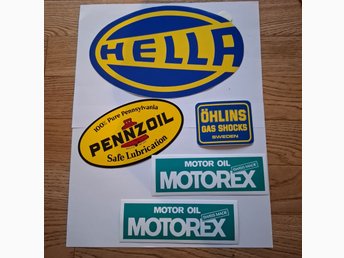 HELLA
100% Pure Pennsylvania
PENNZOIL
Safe Lubrication
ÖHLINS
GAS SHOCKS
SWEDEN
MOTOR OIL
MOTOREX
SWISS MADE
MOTOR OIL
MOTOREX
SWISS MADE